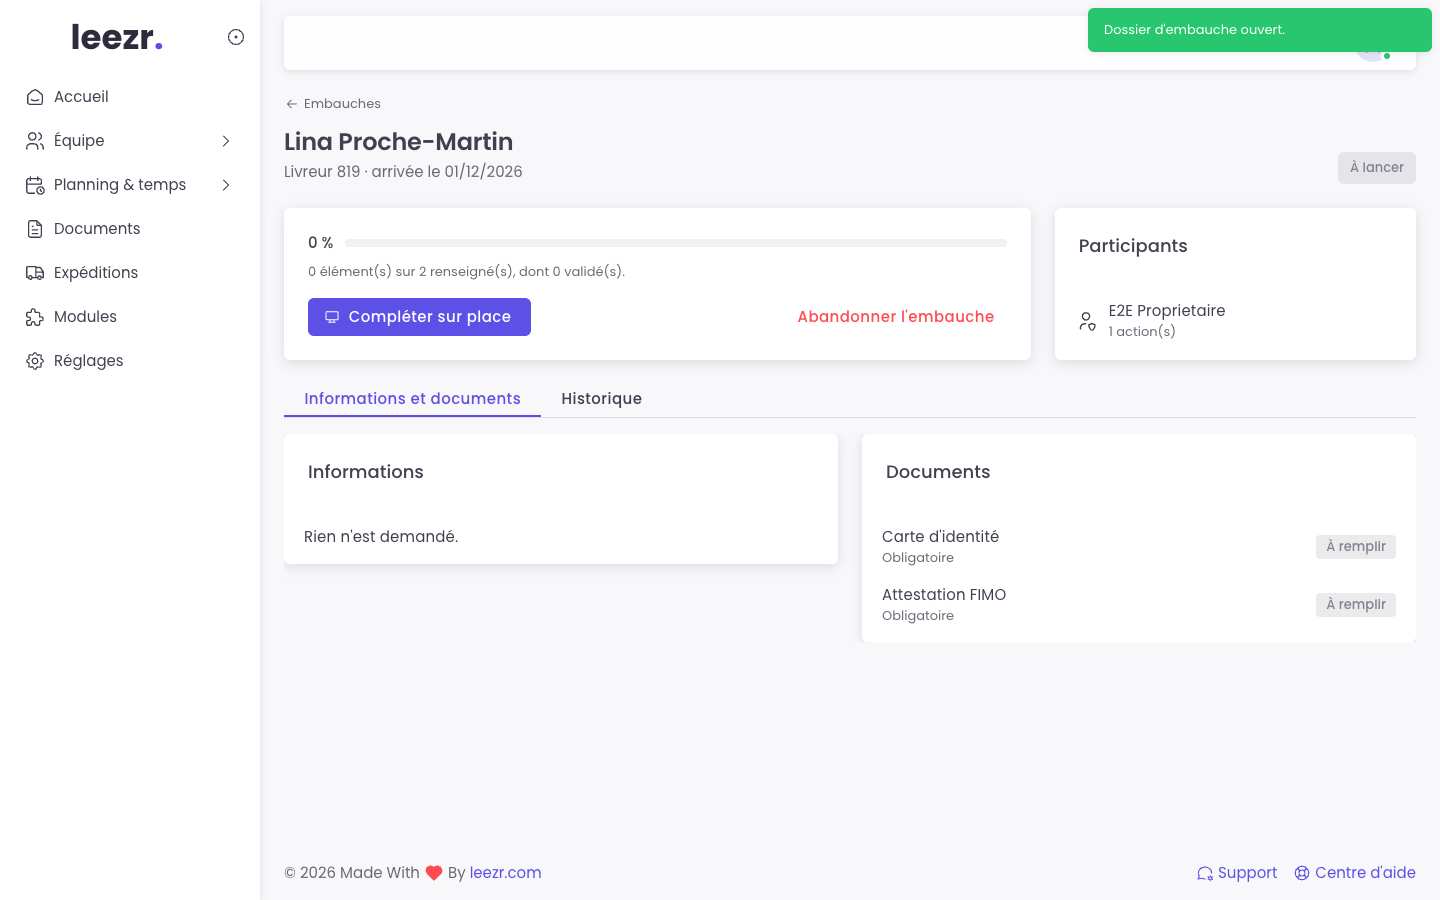 leezr.
Dossier d'embauche ouvert.
Accueil
Équipe
Planning & temps
Documents
Expéditions
Modules
Réglages
Embauches
Lina Proche-Martin
Livreur 819 · arrivée le 01/12/2026
À lancer
0 %
0 élément(s) sur 2 renseigné(s), dont 0 validé(s).
Compléter sur place
Abandonner l'embauche
Participants
E2E Proprietaire
1 action(s)
Informations et documents
Historique
Informations
Rien n'est demandé.
Documents
Carte d'identité
Obligatoire
À remplir
Attestation FIMO
Obligatoire
À remplir
© 2026 Made With By leezr.com
Support
Centre d'aide